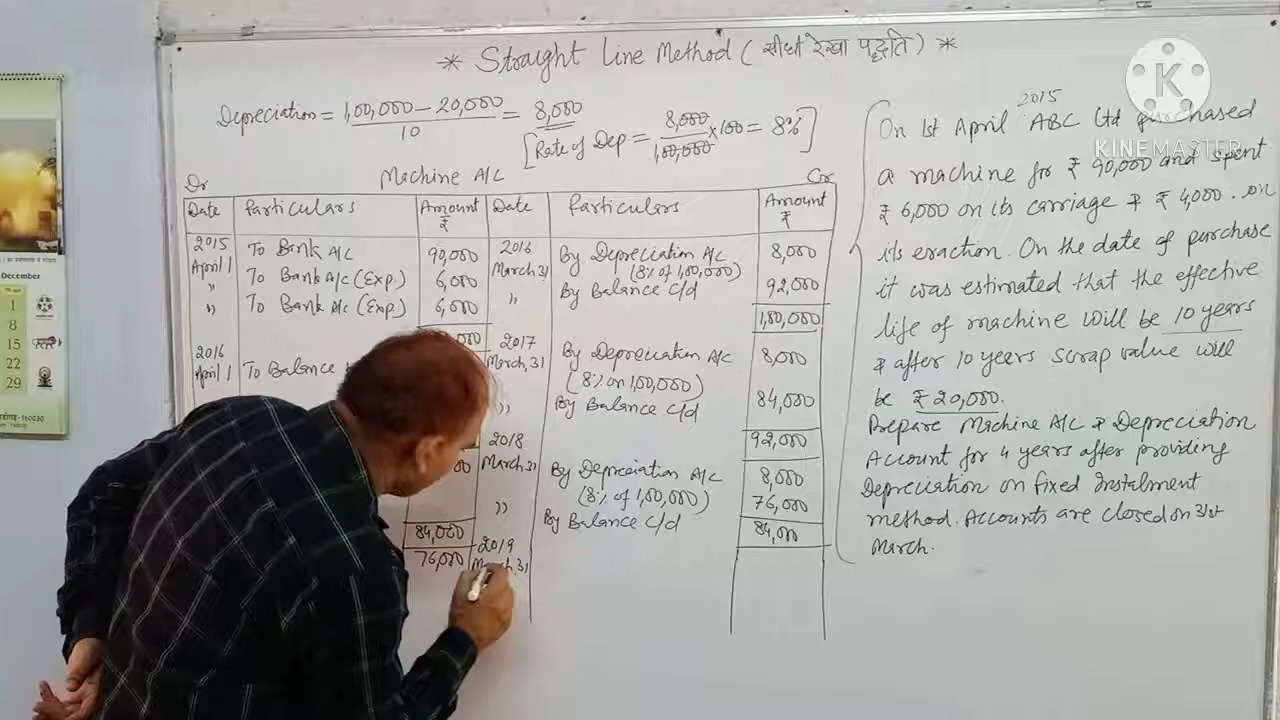 * Straight Line Method (सीधी रेखा पद्धति) *
Depreciation = 1,00,000 - 20,000 / 10 = 8,000
[Rate of Dep = 8,000 / 1,00,000 × 100 = 8%]
Dr Machine A/C Cr
Date Particulars Amount ₹ Date Particulars Amount ₹
2015 April 1 To Bank A/C 90,000 2016 March, 31 By Depreciation A/C 8,000
" To Bank A/C (Exp.) 6,000 (8% of 1,00,000)
" To Bank A/c (Exp.) 6,000 " By Balance C/d 92,000
1,00,000
2016 April 1 To Balance 2017 March, 31 By Depreciation A/C 8,000
(8% on 1,00,000)
" By Balance C/d 84,000
92,000
2018 March, 31 By Depreciation A/C 8,000
(8% of 1,00,000)
" By Balance C/d 76,000
84,000 84,000
76,000 2019 March, 31
2015
On 1st April ABC Ltd purchased
a machine for ₹ 90,000 and spent
₹ 6,000 on its carriage & ₹ 4,000. on
its eraction. On the date of purchase
it was estimated that the effective
life of machine will be 10 years
& after 10 years scrap value will
be ₹ 20,000.
Prepare Machine A/C & Depreciation
Account for 4 years after providing
Depreciation on fixed Instalment
method. Accounts are closed on 31st
March.
K
KINEMASTER
December
1
8
15
22
29